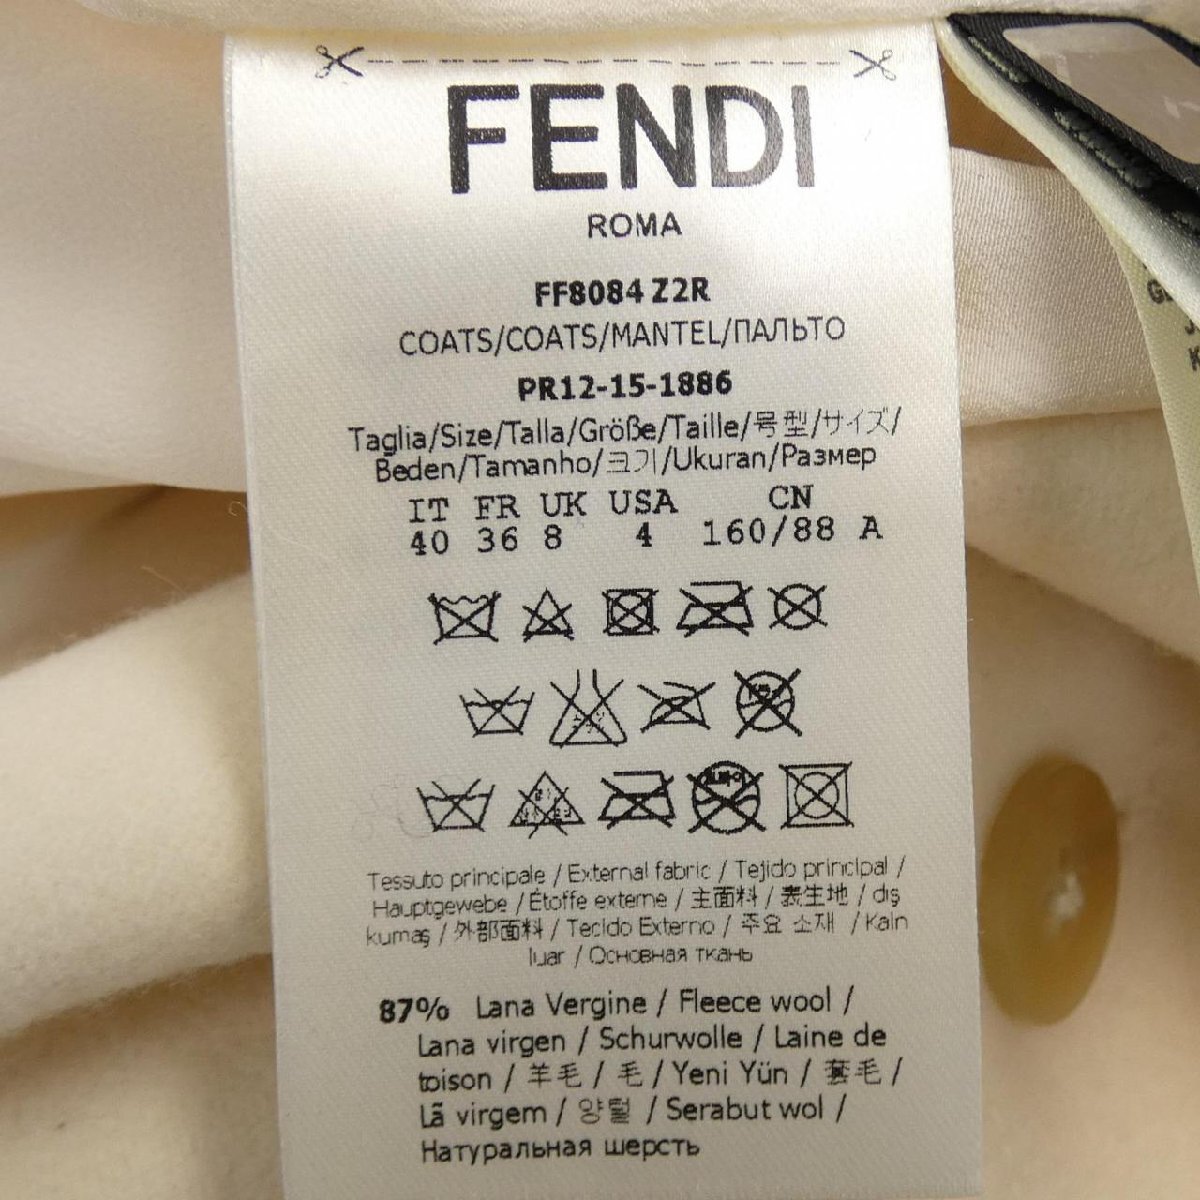 FENDI
ROMA
FF8084 Z2R
COATS/COATS/MANTEL/ПАЛЬТО
PR12-15-1886
Taglia/Size/Talla/Größe/Taille/号型/サイズ/
Beden/Tamanho/크기/Ukuran/Размер
IT FR UK USA CN
40 36 8 4 160/88 A
Tessuto principale / External fabric / Tejido principal /
Hauptgewebe / Étoffe externe / 主面料 / 表生地 / dış
kumaş / 外部面料 / Tecido Externo / 주요 소재 / Kain
luar / Основная ткань
87% Lana Vergine / Fleece wool /
Lana virgen / Schurwolle / Laine de
toison / 羊毛 / 毛 / Yeni Yün / 毛 /
Lã virgem / 양털 / Serabut wol /
Натуральная шерсть